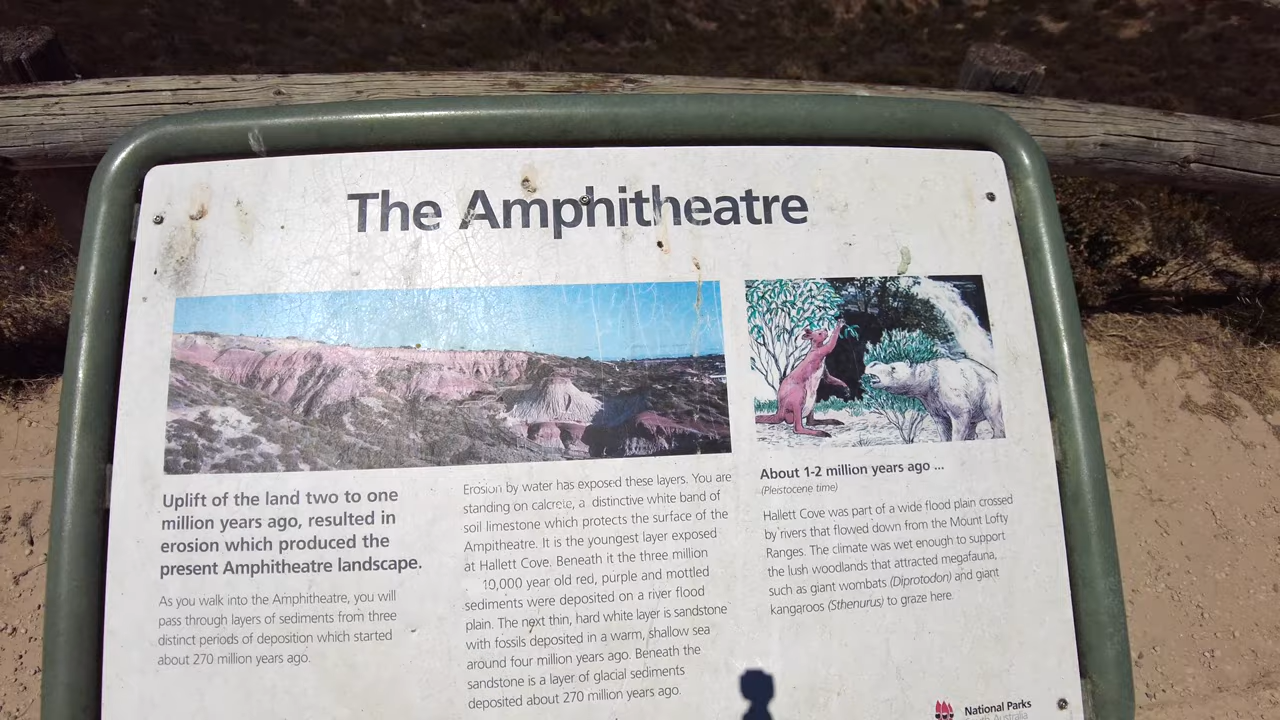 The Amphitheatre
Uplift of the land two to one
million years ago, resulted in
erosion which produced the
present Amphitheatre landscape.
As you walk into the Amphitheatre, you will
pass through layers of sediments from three
distinct periods of deposition which started
about 270 million years ago.
Erosion by water has exposed these layers. You are
standing on calcrete, a distinctive white band of
soil limestone which protects the surface of the
Ampitheatre. It is the youngest layer exposed
at Hallett Cove. Beneath it the three million
10,000 year old red, purple and mottled
sediments were deposited on a river flood
plain. The next thin, hard white layer is sandstone
with fossils deposited in a warm, shallow sea
around four million years ago. Beneath the
sandstone is a layer of glacial sediments
deposited about 270 million years ago.
About 1-2 million years ago ...
(Pleistocene time)
Hallett Cove was part of a wide flood plain crossed
by rivers that flowed down from the Mount Lofty
Ranges. The climate was wet enough to support
the lush woodlands that attracted megafauna,
such as giant wombats (Diprotodon) and giant
kangaroos (Sthenurus) to graze here.
National Parks
South Australia